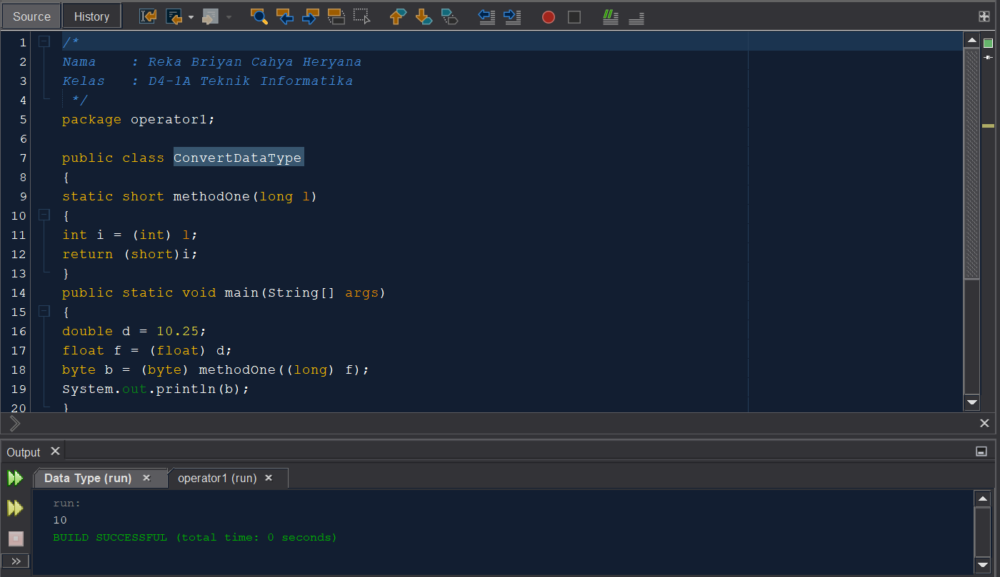 Source History
1 /*
2 Nama    : Reka Briyan Cahya Heryana
3 Kelas   : D4-1A Teknik Informatika
4  */
5 package operator1;
6
7 public class ConvertDataType
8 {
9 static short methodOne(long l)
10 {
11 int i = (int) l;
12 return (short)i;
13 }
14 public static void main(String[] args)
15 {
16 double d = 10.25;
17 float f = (float) d;
18 byte b = (byte) methodOne((long) f);
19 System.out.println(b);
20 }
Output
Data Type (run) operator1 (run)
run:
10
BUILD SUCCESSFUL (total time: 0 seconds)